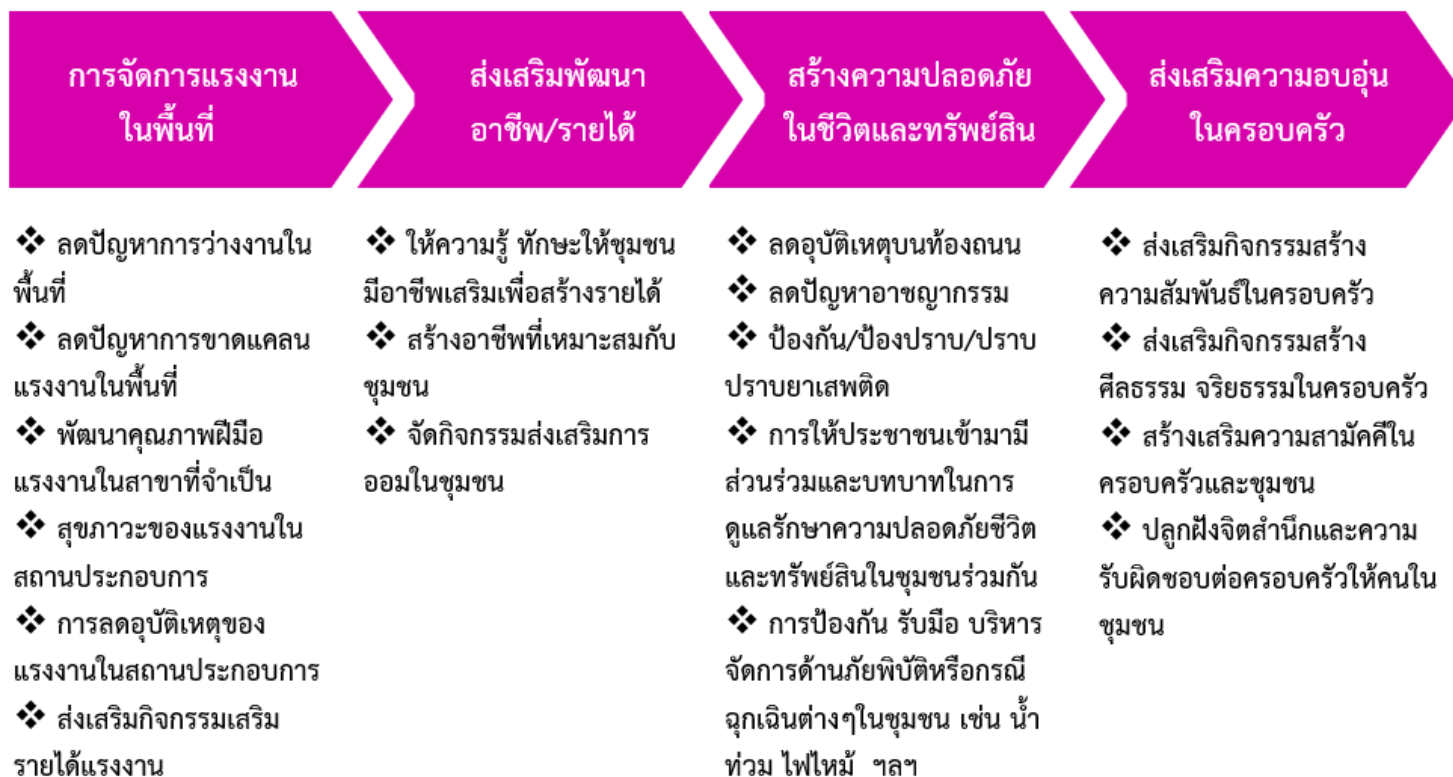 การจัดการแรงงาน
ในพื้นที่
ส่งเสริมพัฒนา
อาชีพ/รายได้
สร้างความปลอดภัย
ในชีวิตและทรัพย์สิน
ส่งเสริมความอบอุ่น
ในครอบครัว
❖ ลดปัญหาการว่างงานใน
พื้นที่
❖ ลดปัญหาการขาดแคลน
แรงงานในพื้นที่
❖ พัฒนาคุณภาพฝีมือ
แรงงานในสาขาที่จำเป็น
❖ สุขภาวะของแรงงานใน
สถานประกอบการ
❖ การลดอุบัติเหตุของ
แรงงานในสถานประกอบการ
❖ ส่งเสริมกิจกรรมเสริม
รายได้แรงงาน
❖ ให้ความรู้ ทักษะให้ชุมชน
มีอาชีพเสริมเพื่อสร้างรายได้
❖ สร้างอาชีพที่เหมาะสมกับ
ชุมชน
❖ จัดกิจกรรมส่งเสริมการ
ออมในชุมชน
❖ ลดอุบัติเหตุบนท้องถนน
❖ ลดปัญหาอาชญากรรม
❖ ป้องกัน/ป้องปราบ/ปราบ
ปราบยาเสพติด
❖ การให้ประชาชนเข้ามามี
ส่วนร่วมและบทบาทในการ
ดูแลรักษาความปลอดภัยชีวิต
และทรัพย์สินในชุมชนร่วมกัน
❖ การป้องกัน รับมือ บริหาร
จัดการด้านภัยพิบัติหรือกรณี
ฉุกเฉินต่างๆในชุมชน เช่น น้ำ
ท่วม ไฟไหม้ ฯลฯ
❖ ส่งเสริมกิจกรรมสร้าง
ความสัมพันธ์ในครอบครัว
❖ ส่งเสริมกิจกรรมสร้าง
ศีลธรรม จริยธรรมในครอบครัว
❖ สร้างเสริมความสามัคคีใน
ครอบครัวและชุมชน
❖ ปลูกฝังจิตสำนึกและความ
รับผิดชอบต่อครอบครัวให้คนใน
ชุมชน